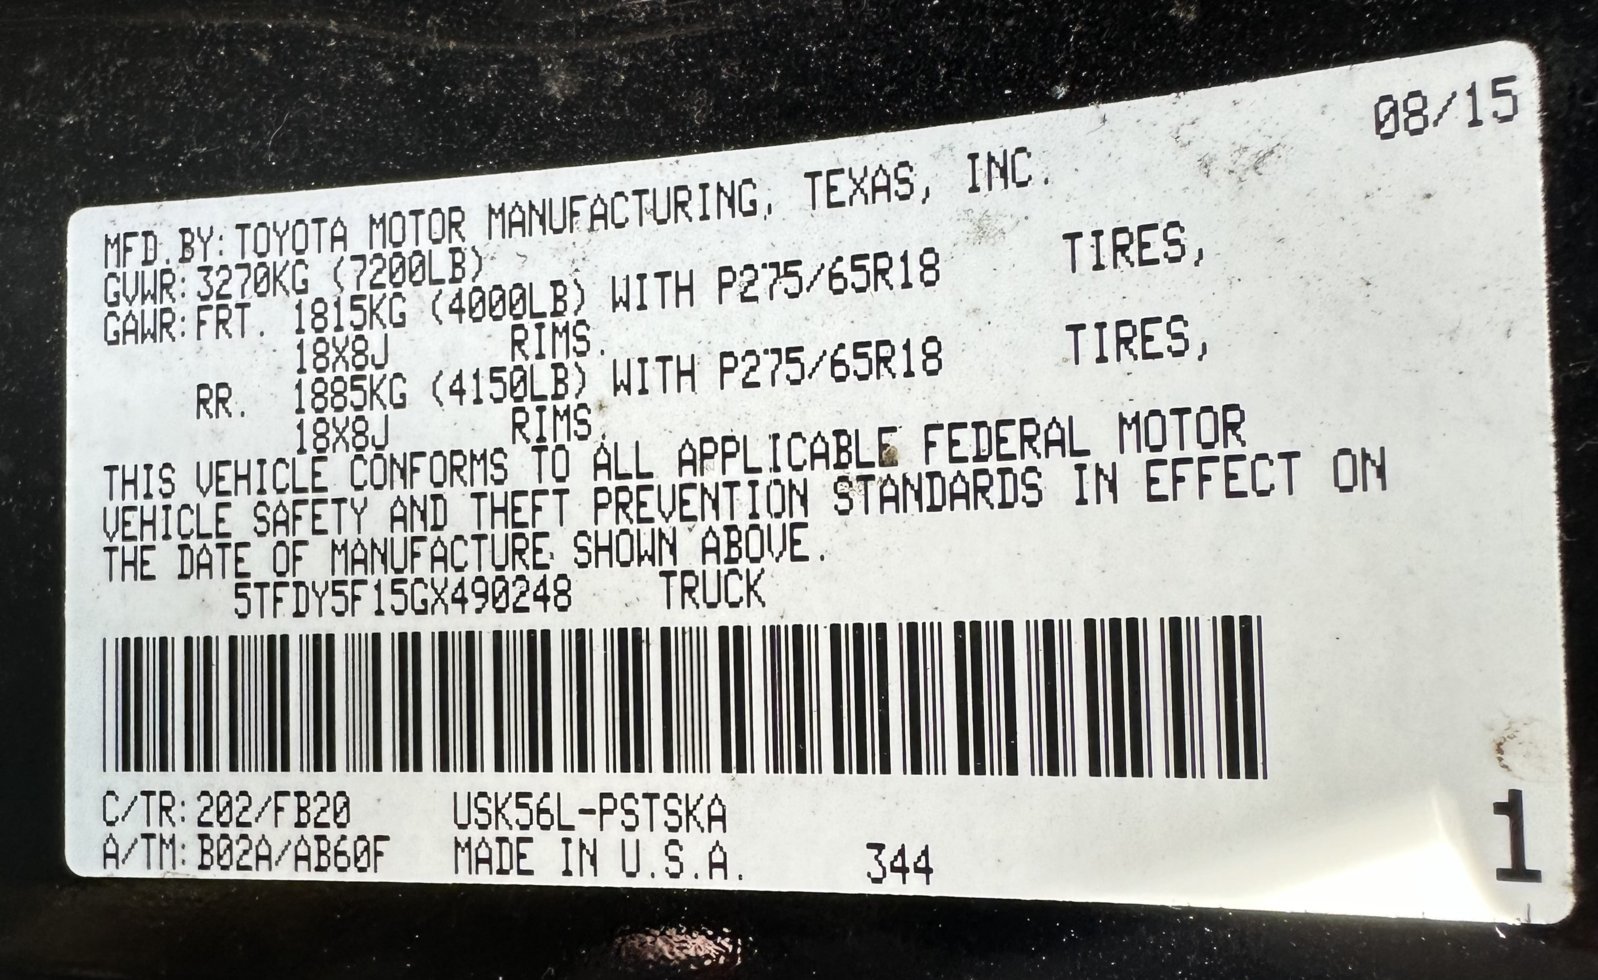 08/15
MFD.BY:TOYOTA MOTOR MANUFACTURING, TEXAS, INC.
GVWR:3270KG (7200LB)
GAWR:FRT. 1815KG (4000LB) WITH P275/65R18 TIRES,
18X8J RIMS.
RR. 1885KG (4150LB) WITH P275/65R18 TIRES,
18X8J RIMS.
THIS VEHICLE CONFORMS TO ALL APPLICABLE FEDERAL MOTOR
VEHICLE SAFETY AND THEFT PREVENTION STANDARDS IN EFFECT ON
THE DATE OF MANUFACTURE SHOWN ABOVE.
5TFDY5F15GX490248 TRUCK
C/TR:202/FB20 USK56L-PSTSKA
A/TM:B02A/AB60F MADE IN U.S.A. 344
1